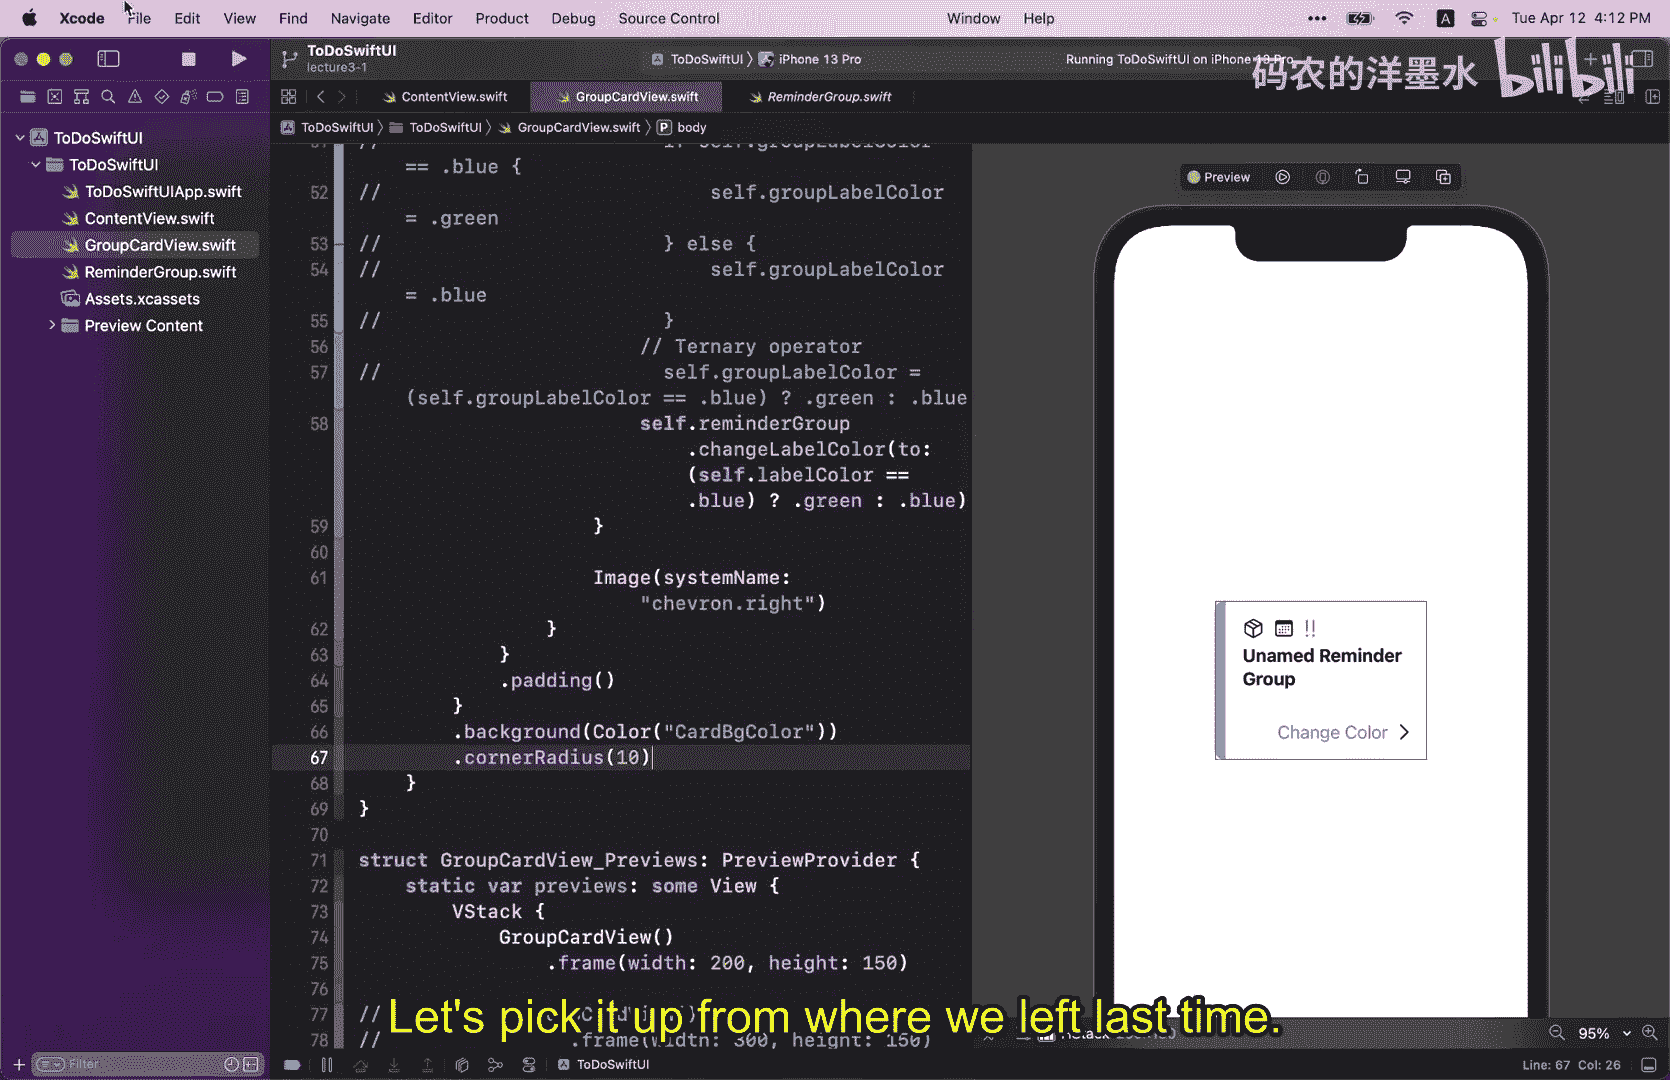 Xcode File Edit View Find Navigate Editor Product Debug Source Control Window Help A Tue Apr 12 4:12 PM
ToDoSwiftUI
lecture3-1
ToDoSwiftUI iPhone 13 Pro
Running ToDoSwiftUI on iPhone 13 Pro
码农的洋墨水 bilibili
ContentView.swift GroupCardView.swift ReminderGroup.swift
ToDoSwiftUI ToDoSwiftUI GroupCardView.swift P body
ToDoSwiftUI
ToDoSwiftUI
ToDoSwiftUIApp.swift
ContentView.swift
GroupCardView.swift
ReminderGroup.swift
Assets.xcassets
Preview Content
Filter
== .blue {
52 // self.groupLabelColor
= .green
53 // } else {
54 // self.groupLabelColor
= .blue
55 // }
56 // Ternary operator
57 // self.groupLabelColor =
(self.groupLabelColor == .blue) ? .green : .blue
58 self.reminderGroup
.changeLabelColor(to:
(self.labelColor ==
.blue) ? .green : .blue)
59 }
60
61 Image(systemName:
"chevron.right")
62 }
63 }
64 .padding()
65 }
66 .background(Color("CardBgColor"))
67 .cornerRadius(10)
68 }
69 }
70
71 struct GroupCardView_Previews: PreviewProvider {
72 static var previews: some View {
73 VStack {
74 GroupCardView()
75 .frame(width: 200, height: 150)
76
77 //
78 // .frame(width: 300, height: 150)
Let's pick it up from where we left last time.
Preview
!!
Unamed Reminder
Group
Change Color
95%
ToDoSwiftUI
Line: 67 Col: 26